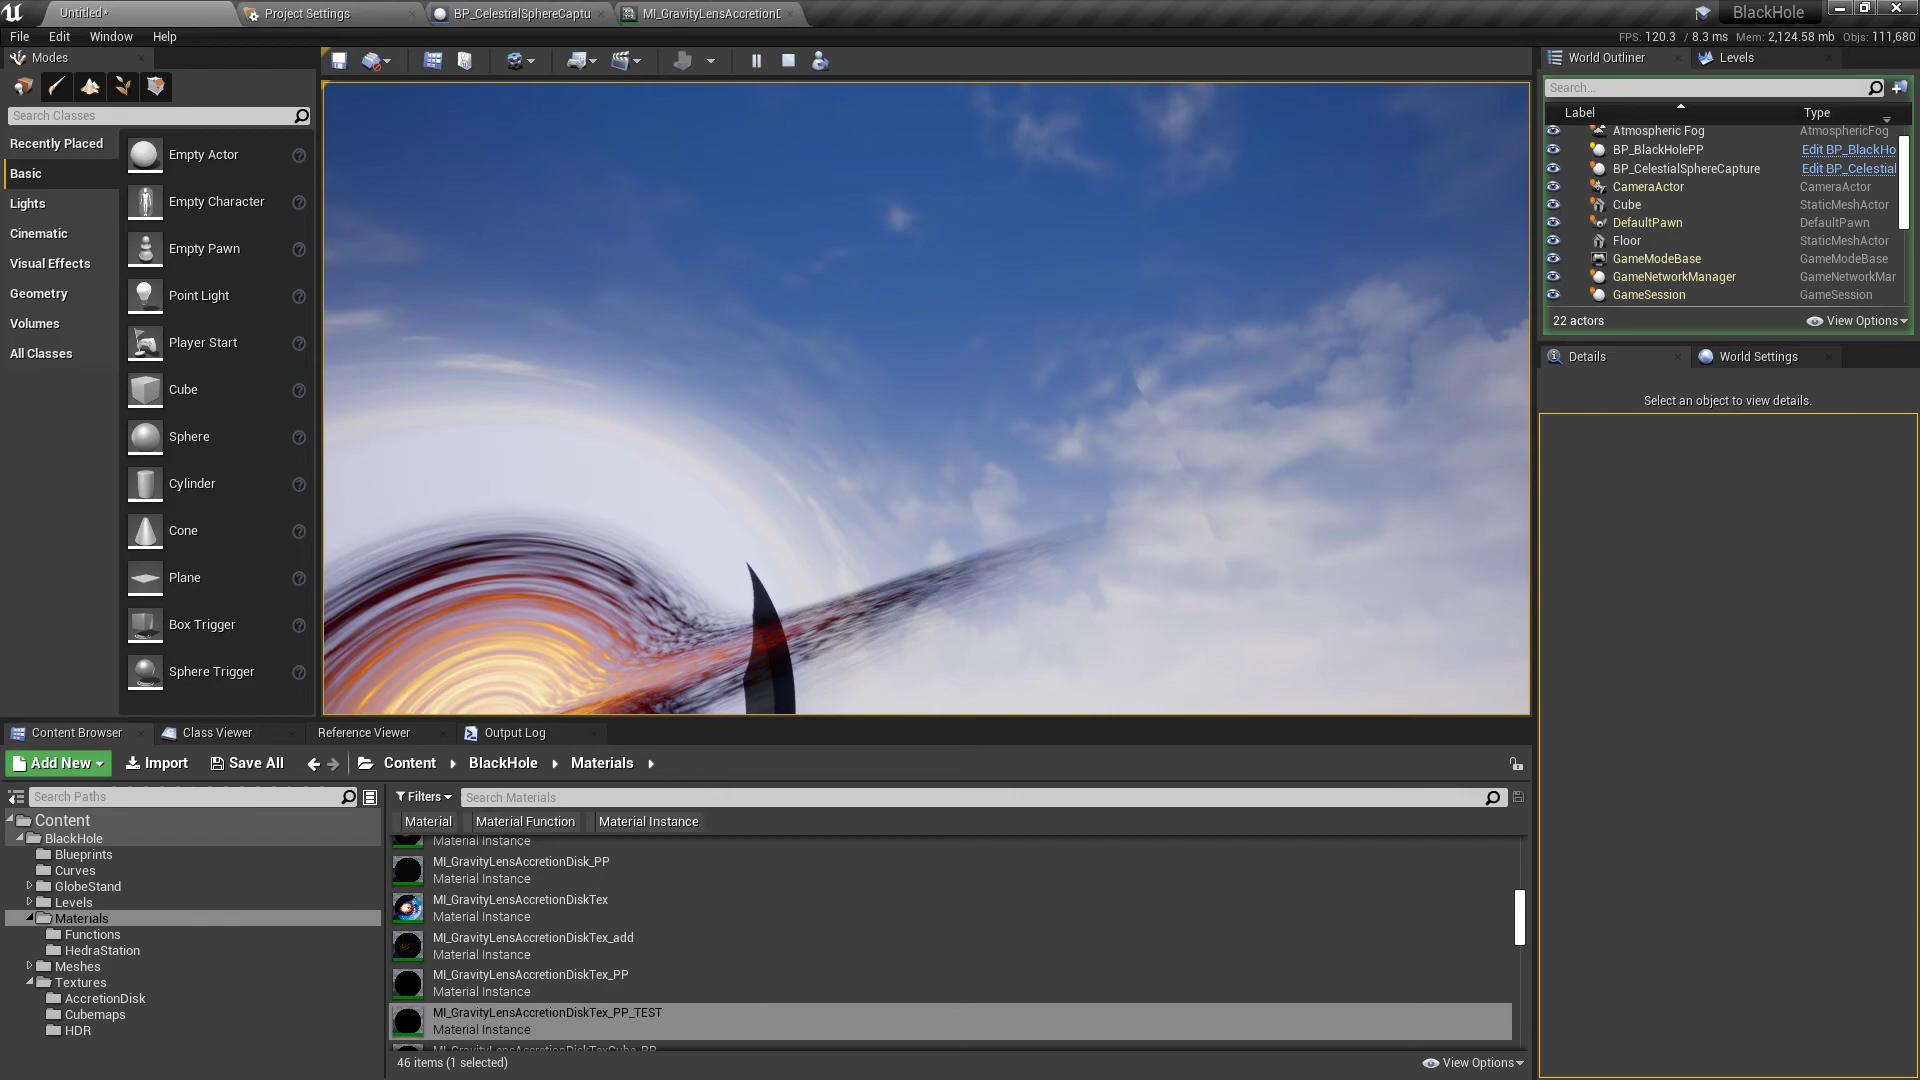 Untitled*
Project Settings
BP_CelestialSphereCaptu
MI_GravityLensAccretionD
BlackHole
File
Edit
Window
Help
FPS: 120.3 / 8.3 ms Mem: 2,124.58 mb Objs: 111,680
Modes
World Outliner
Levels
Search Classes
Search...
Label
Type
Recently Placed
Basic
Lights
Cinematic
Visual Effects
Geometry
Volumes
All Classes
Empty Actor
Empty Character
Empty Pawn
Point Light
Player Start
Cube
Sphere
Cylinder
Cone
Plane
Box Trigger
Sphere Trigger
Atmospheric Fog AtmosphericFog
BP_BlackHolePP Edit BP_BlackHo
BP_CelestialSphereCapture Edit BP_Celestial
CameraActor CameraActor
Cube StaticMeshActor
DefaultPawn DefaultPawn
Floor StaticMeshActor
GameModeBase GameModeBase
GameNetworkManager GameNetworkMar
GameSession GameSession
22 actors
View Options
Details
World Settings
Select an object to view details.
Content Browser
Class Viewer
Reference Viewer
Output Log
Add New
Import
Save All
Content
BlackHole
Materials
Search Paths
Filters
Search Materials
Material
Material Function
Material Instance
Content
BlackHole
Blueprints
Curves
GlobeStand
Levels
Materials
Functions
HedraStation
Meshes
Textures
AccretionDisk
Cubemaps
HDR
Material Instance
MI_GravityLensAccretionDisk_PP
Material Instance
MI_GravityLensAccretionDiskTex
Material Instance
MI_GravityLensAccretionDiskTex_add
Material Instance
MI_GravityLensAccretionDiskTex_PP
Material Instance
MI_GravityLensAccretionDiskTex_PP_TEST
Material Instance
MI_GravityLensAccretionDiskTexCube_PP
46 items (1 selected)
View Options